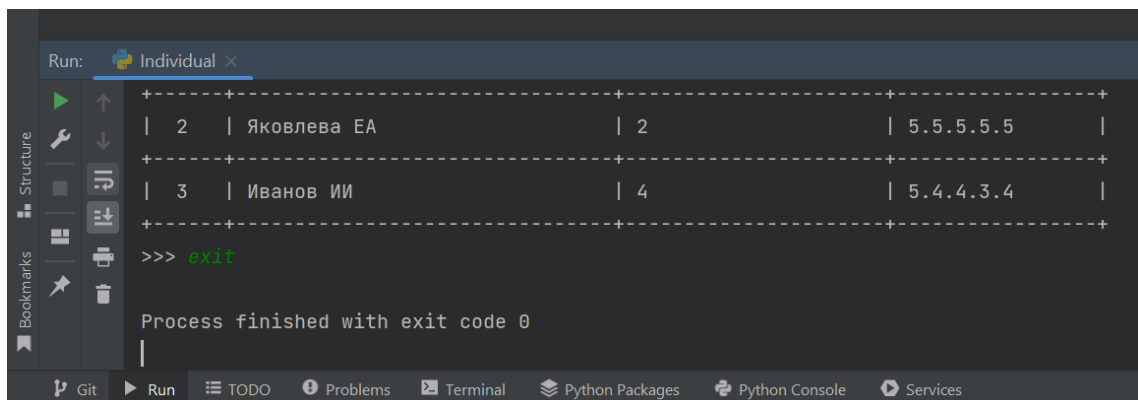 Run: Individual ×
+------+--------------------------------+----------------------+-----------------+
| 2 | Яковлева ЕА | 2 | 5.5.5.5.5 |
+------+--------------------------------+----------------------+-----------------+
| 3 | Иванов ИИ | 4 | 5.4.4.3.4 |
+------+--------------------------------+----------------------+-----------------+
>>> exit
Process finished with exit code 0
Structure
Bookmarks
Git Run TODO Problems Terminal Python Packages Python Console Services